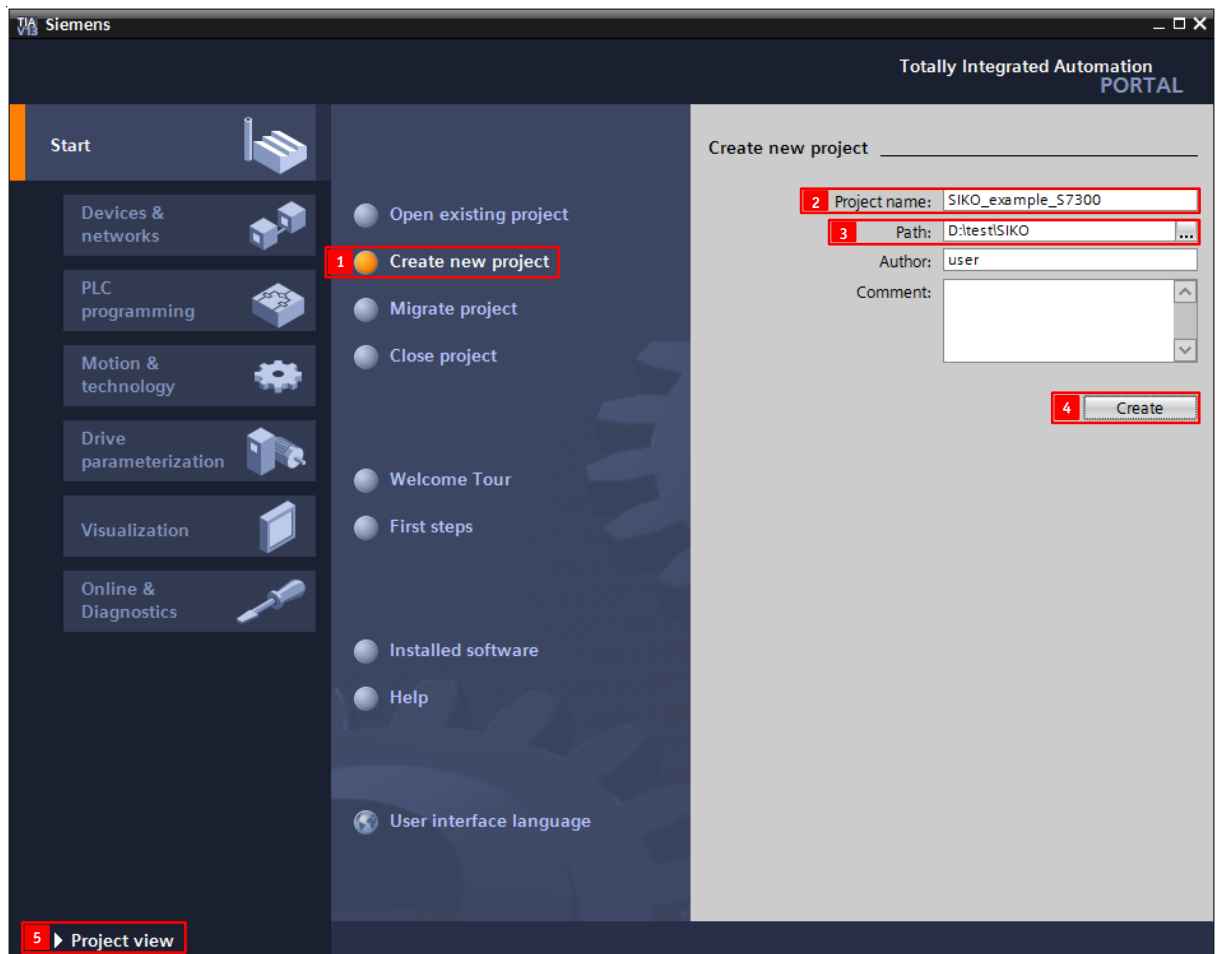 TIA V13 Siemens
Totally Integrated Automation
PORTAL
Start
Devices &
networks
PLC
programming
Motion &
technology
Drive
parameterization
Visualization
Online &
Diagnostics
Open existing project
1 Create new project
Migrate project
Close project
Welcome Tour
First steps
Installed software
Help
User interface language
Create new project
2 Project name: SIKO_example_S7300
3 Path: D:\test\SIKO ...
Author: user
Comment:
4 Create
5 Project view